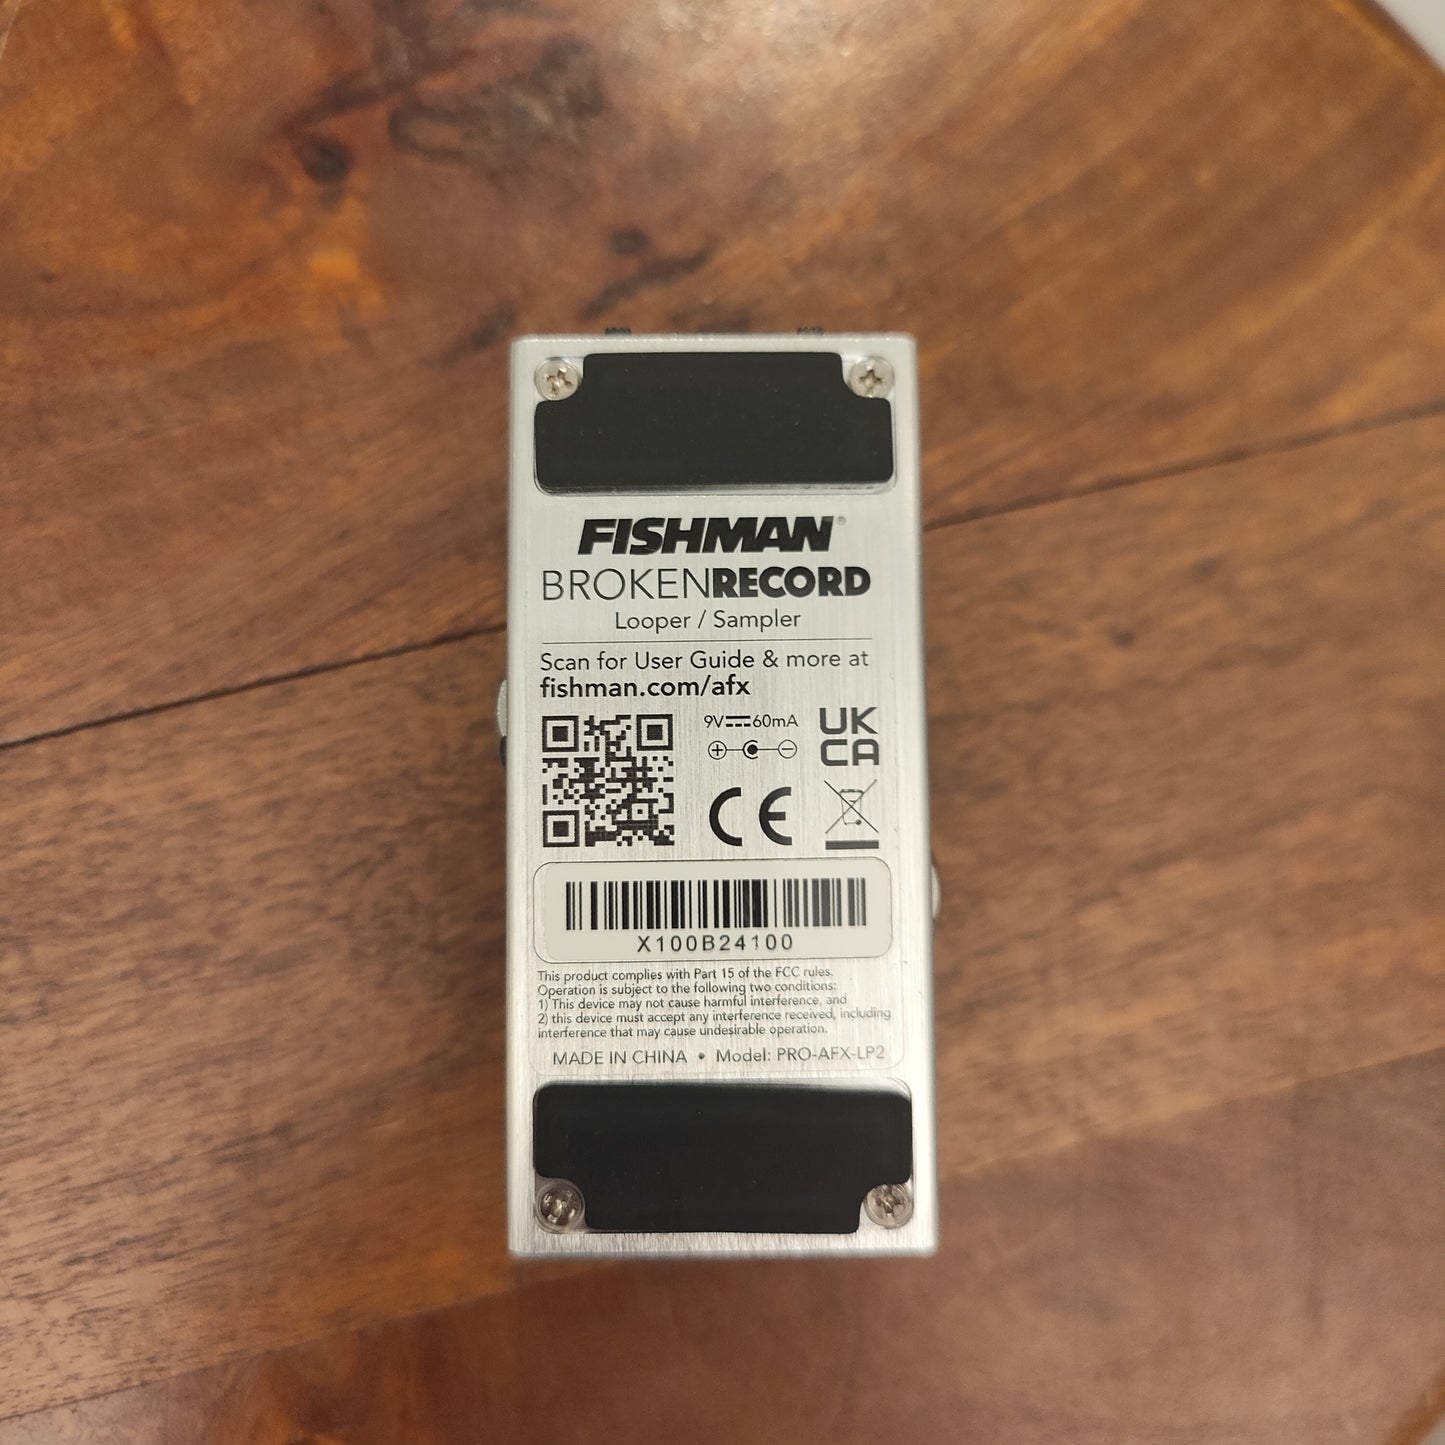 FISHMAN®
BROKENRECORD
Looper / Sampler
Scan for User Guide & more at
fishman.com/afx
9V⎓60mA
UK
CA
CE
X100B24100
This product complies with Part 15 of the FCC rules.
Operation is subject to the following two conditions:
1) This device may not cause harmful interference, and
2) this device must accept any interference received, including
interference that may cause undesirable operation.
MADE IN CHINA • Model: PRO-AFX-LP2